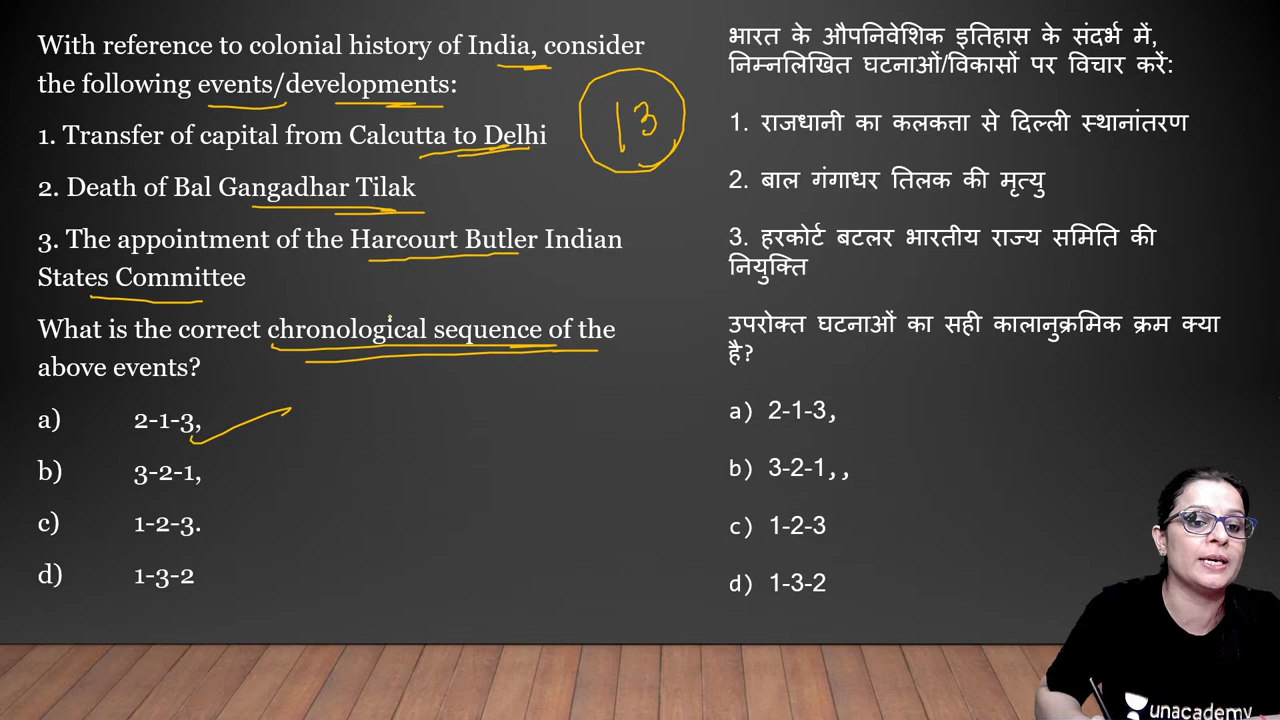 With reference to colonial history of India, consider
the following events/developments:
1. Transfer of capital from Calcutta to Delhi
2. Death of Bal Gangadhar Tilak
3. The appointment of the Harcourt Butler Indian
States Committee
What is the correct chronological sequence of the
above events?
a) 2-1-3,
b) 3-2-1,
c) 1-2-3.
d) 1-3-2
13
भारत के औपनिवेशिक इतिहास के संदर्भ में,
निम्नलिखित घटनाओं/विकासों पर विचार करें:
1. राजधानी का कलकत्ता से दिल्ली स्थानांतरण
2. बाल गंगाधर तिलक की मृत्यु
3. हरकोर्ट बटलर भारतीय राज्य समिति की
नियुक्ति
उपरोक्त घटनाओं का सही कालानुक्रमिक क्रम क्या
है?
a) 2-1-3,
b) 3-2-1,,
c) 1-2-3
d) 1-3-2
unacademy